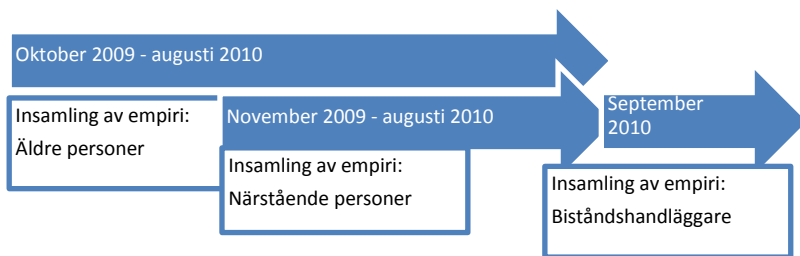 Oktober 2009 - augusti 2010
Insamling av empiri:
Äldre personer
November 2009 - augusti 2010
Insamling av empiri:
Närstående personer
September
2010
Insamling av empiri:
Biståndshandläggare